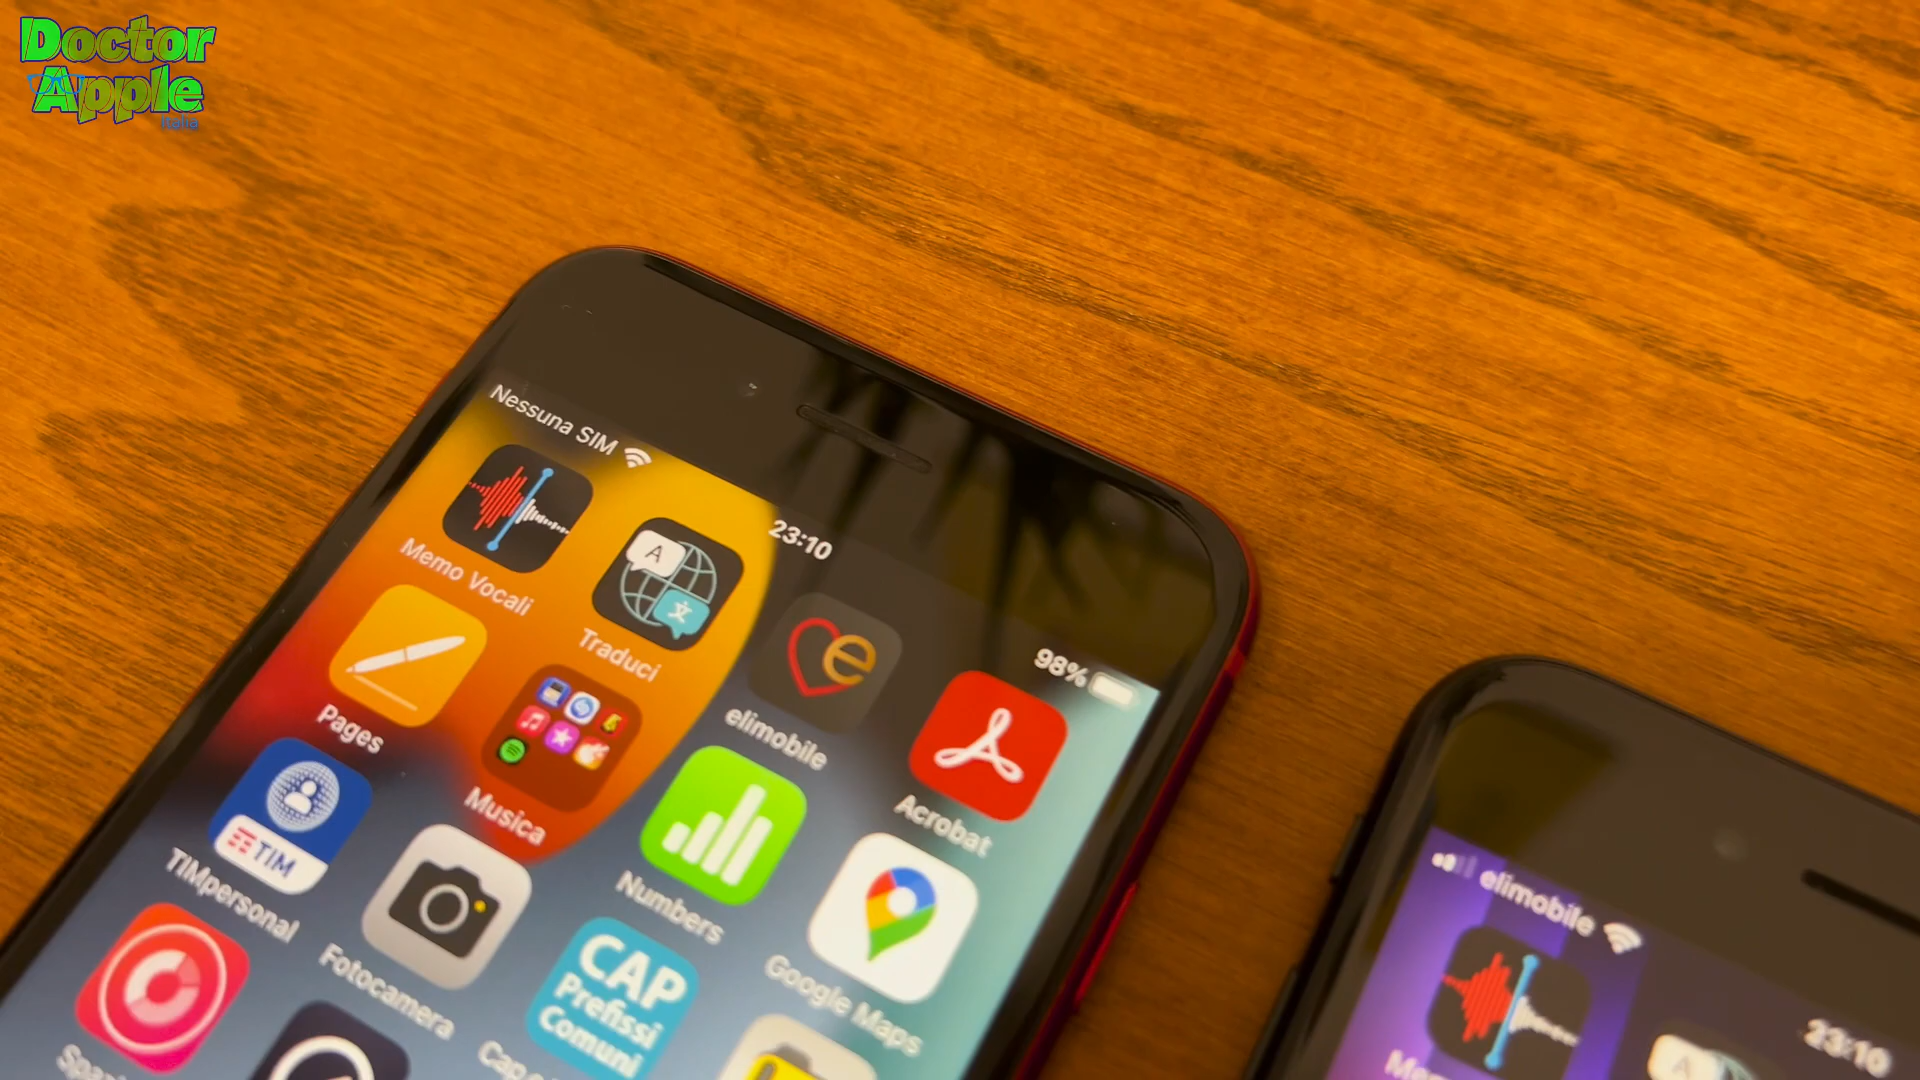 Doctor
Apple
Italia
Nessuna SIM
23:10
98%
Memo Vocali
A
文
Traduci
e
elimobile
Acrobat
Pages
Musica
Numbers
Google Maps
TIM
TIMpersonal
Fotocamera
CAP
Prefissi
Comuni
elimobile
23:10
A